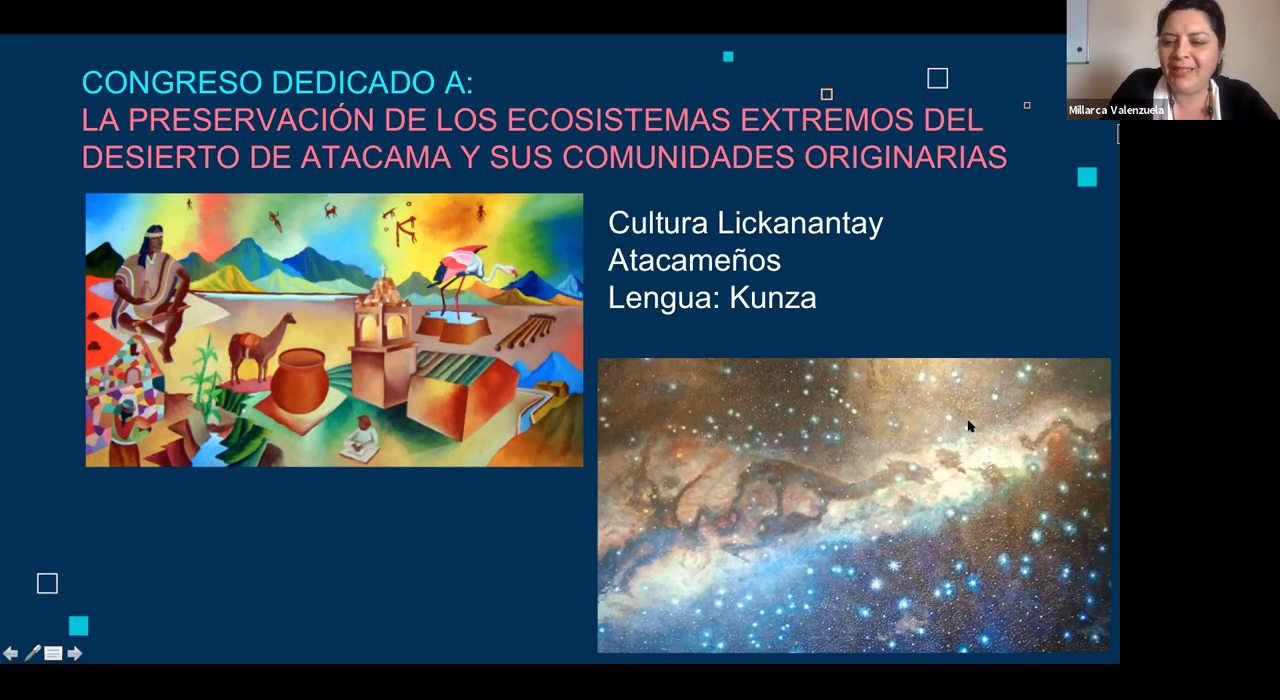 CONGRESO DEDICADO A:
LA PRESERVACIÓN DE LOS ECOSISTEMAS EXTREMOS DEL
DESIERTO DE ATACAMA Y SUS COMUNIDADES ORIGINARIAS
Cultura Lickanantay
Atacameños
Lengua: Kunza
Millarca Valenzuela